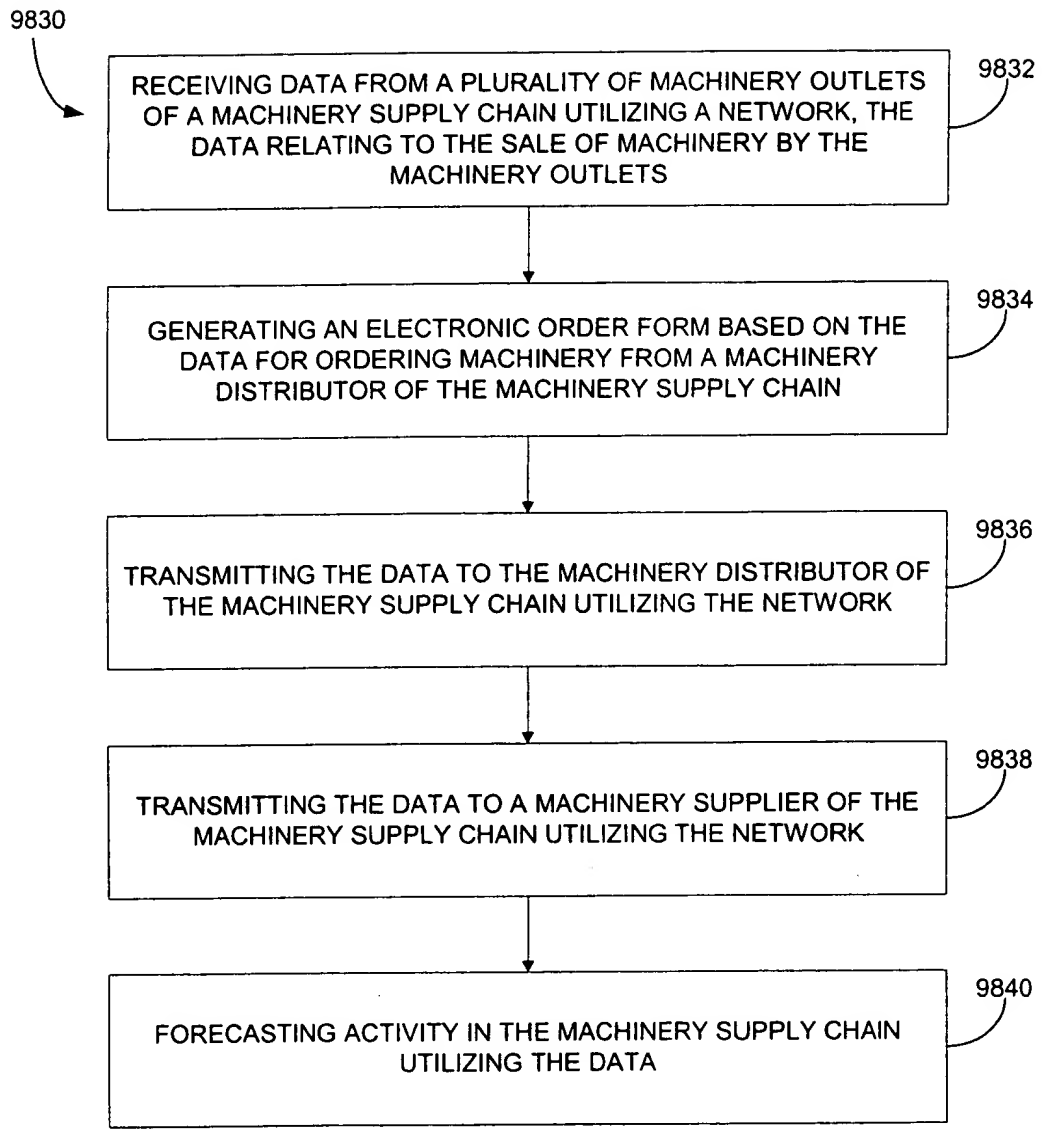 9830
RECEIVING DATA FROM A PLURALITY OF MACHINERY OUTLETS
OF A MACHINERY SUPPLY CHAIN UTILIZING A NETWORK, THE
DATA RELATING TO THE SALE OF MACHINERY BY THE
MACHINERY OUTLETS
9832
GENERATING AN ELECTRONIC ORDER FORM BASED ON THE
DATA FOR ORDERING MACHINERY FROM A MACHINERY
DISTRIBUTOR OF THE MACHINERY SUPPLY CHAIN
9834
TRANSMITTING THE DATA TO THE MACHINERY DISTRIBUTOR OF
THE MACHINERY SUPPLY CHAIN UTILIZING THE NETWORK
9836
TRANSMITTING THE DATA TO A MACHINERY SUPPLIER OF THE
MACHINERY SUPPLY CHAIN UTILIZING THE NETWORK
9838
FORECASTING ACTIVITY IN THE MACHINERY SUPPLY CHAIN
UTILIZING THE DATA
9840